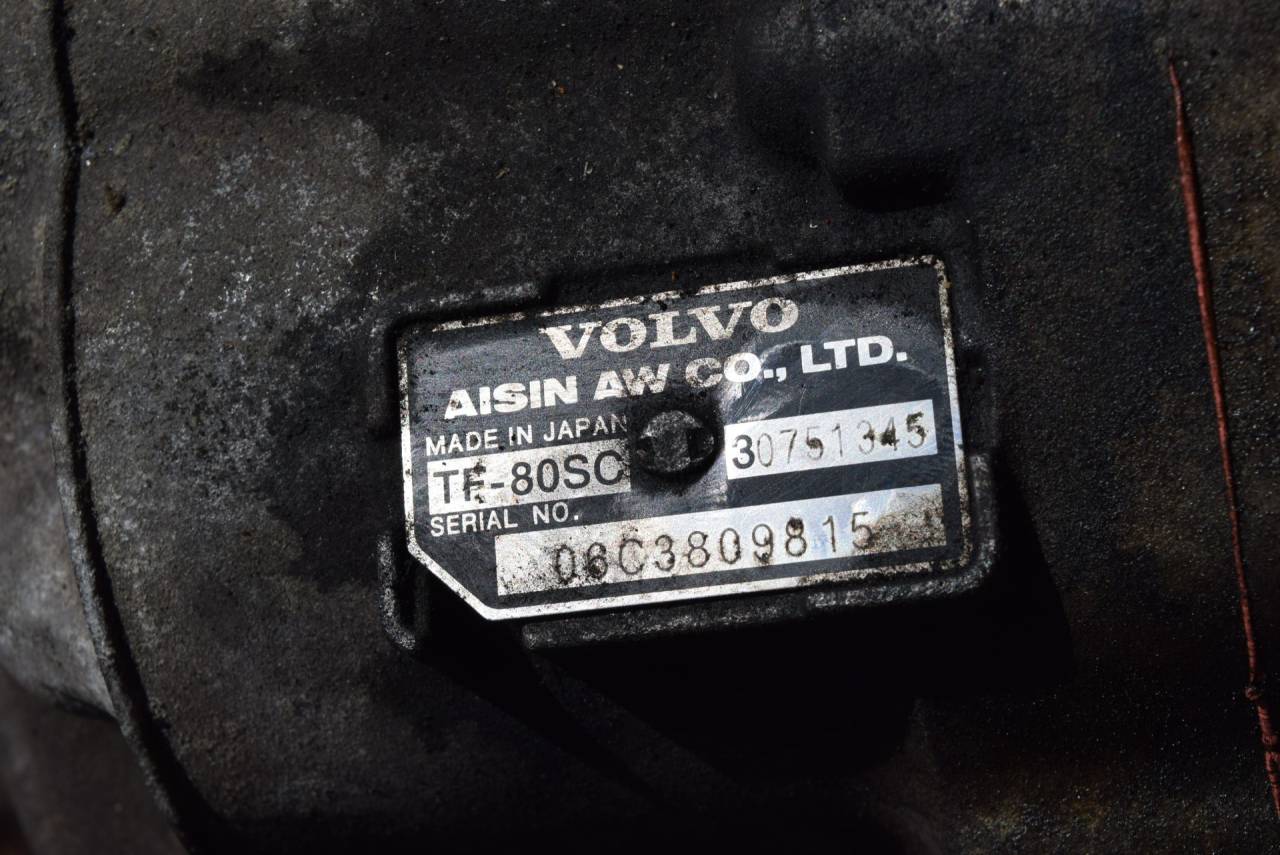 VOLVO
AISIN AW CO., LTD.
MADE IN JAPAN
TF-80SC 30751345
SERIAL NO.
06C3809815